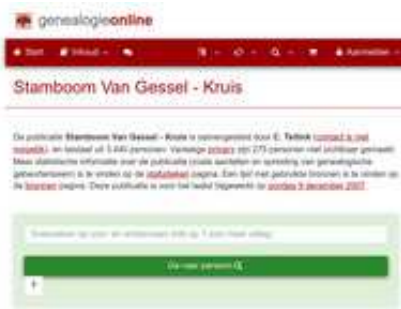 genealogieonline
Start Inhoud Aanmelden
Stamboom Van Gessel - Kruis
De publicatie Stamboom Van Gessel - Kruis is samengesteld door E. Tettink (contact is niet
mogelijk), en bestaat uit personen. Vanwege privacy zijn 275 personen niet zichtbaar gemaakt.
Meer statistische informatie over de publicatie (zoals aantallen en spreiding van genealogische
gebeurtenissen) is te vinden op de statistieken pagina. Een lijst met gebruikte bronnen is te vinden op
de bronnen pagina. Deze publicatie is voor het laatst bijgewerkt op zondag 9 december 2007.
Ga naar persoon
+